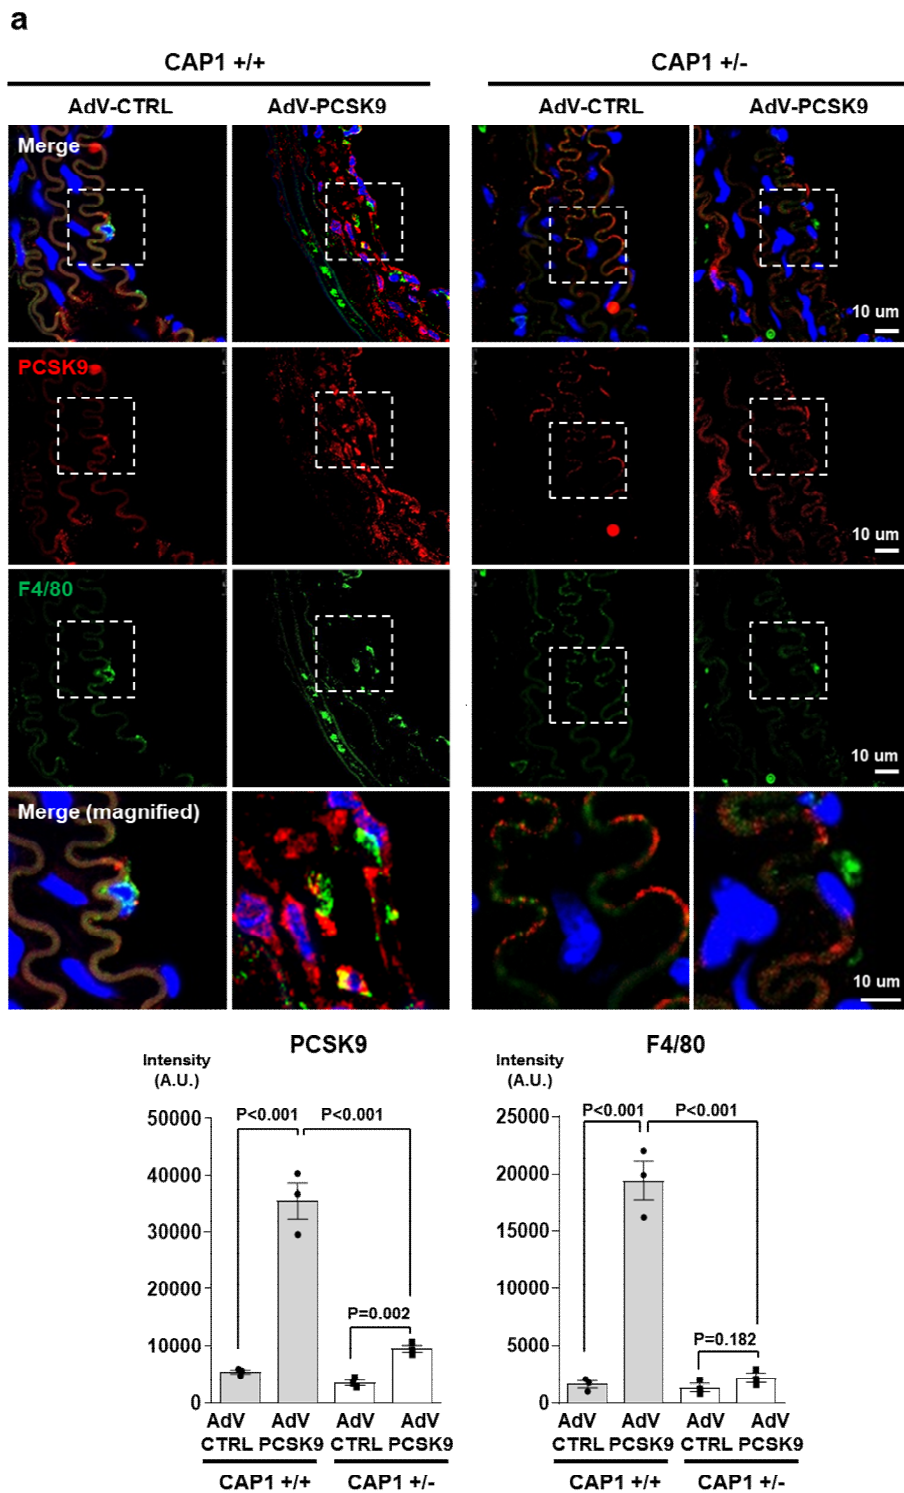 a
CAP1 +/+
CAP1 +/-
AdV-CTRL
AdV-PCSK9
AdV-CTRL
AdV-PCSK9
Merge
10 um
PCSK9
10 um
F4/80
10 um
Merge (magnified)
10 um
PCSK9
Intensity
(A.U.)
P<0.001
P<0.001
P=0.002
50000
40000
30000
20000
10000
0
AdV
CTRL
AdV
PCSK9
AdV
CTRL
AdV
PCSK9
CAP1 +/+
CAP1 +/-
F4/80
Intensity
(A.U.)
P<0.001
P<0.001
P=0.182
25000
20000
15000
10000
5000
0
AdV
CTRL
AdV
PCSK9
AdV
CTRL
AdV
PCSK9
CAP1 +/+
CAP1 +/-